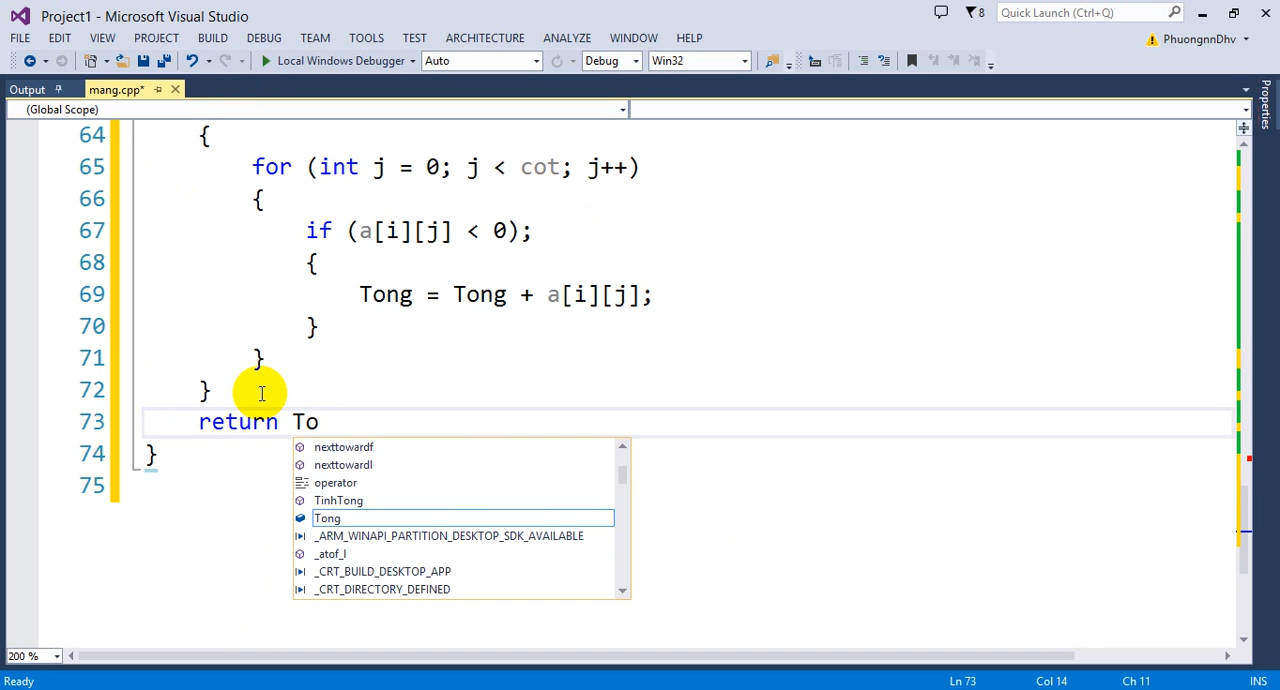 Project1 - Microsoft Visual Studio
8
Quick Launch (Ctrl+Q)
FILE EDIT VIEW PROJECT BUILD DEBUG TEAM TOOLS TEST ARCHITECTURE ANALYZE WINDOW HELP
PhuongnnDhv
Local Windows Debugger Auto Debug Win32
Output mang.cpp*
(Global Scope)
Properties
64 {
65 for (int j = 0; j < cot; j++)
66 {
67 if (a[i][j] < 0);
68 {
69 Tong = Tong + a[i][j];
70 }
71 }
72 }
73 return To
nexttowardf
nexttowardl
operator
TinhTong
Tong
_ARM_WINAPI_PARTITION_DESKTOP_SDK_AVAILABLE
_atof_l
_CRT_BUILD_DESKTOP_APP
_CRT_DIRECTORY_DEFINED
74 }
75
200 %
Ready Ln 73 Col 14 Ch 11 INS